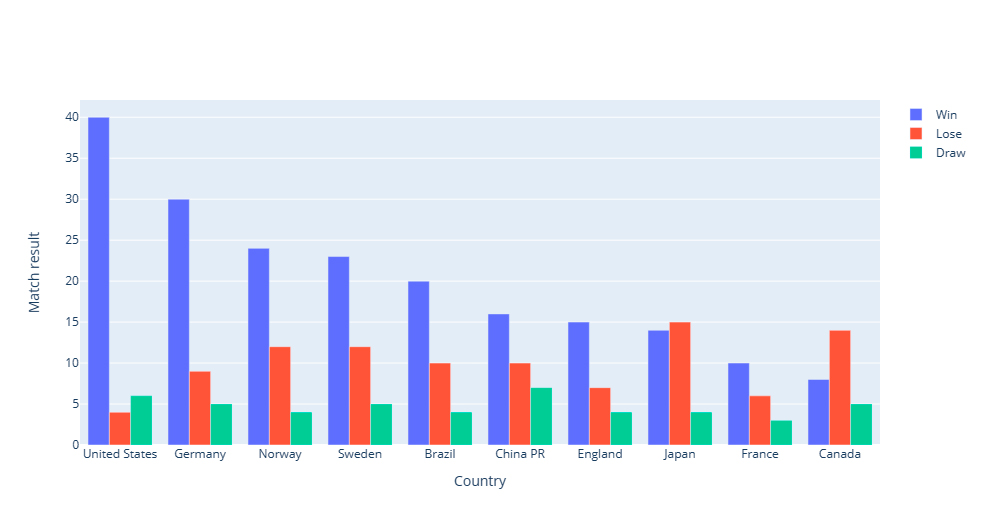 Win
Lose
Draw
Match result
40
35
30
25
20
15
10
5
0
United States Germany Norway Sweden Brazil China PR England Japan France Canada
Country